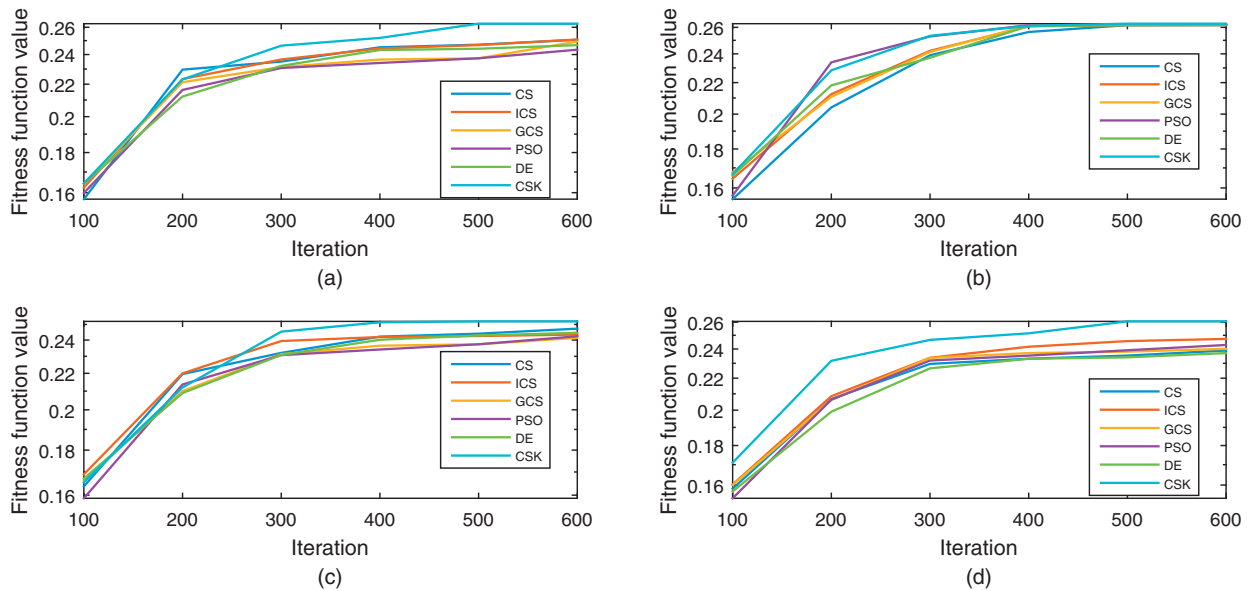 Fitness function value
0.26
0.24
0.22
0.2
0.18
0.16
100 200 300 400 500 600
Iteration
(a)
CS
ICS
GCS
PSO
DE
CSK
Fitness function value
0.26
0.24
0.22
0.2
0.18
0.16
100 200 300 400 500 600
Iteration
(b)
CS
ICS
GCS
PSO
DE
CSK
Fitness function value
0.24
0.22
0.2
0.18
0.16
100 200 300 400 500 600
Iteration
(c)
CS
ICS
GCS
PSO
DE
CSK
Fitness function value
0.26
0.24
0.22
0.2
0.18
0.16
100 200 300 400 500 600
Iteration
(d)
CS
ICS
GCS
PSO
DE
CSK